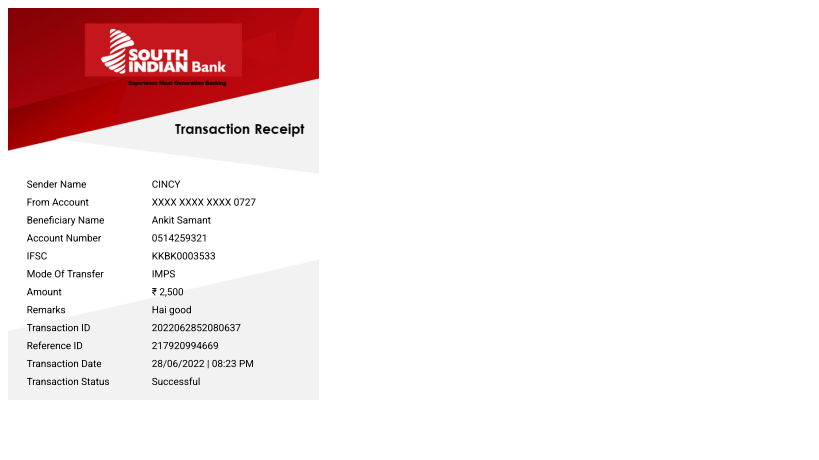 SOUTH
INDIAN Bank
Experience Next Generation Banking
Transaction Receipt
Sender Name CINCY
From Account XXXX XXXX XXXX 0727
Beneficiary Name Ankit Samant
Account Number 0514259321
IFSC KKBK0003533
Mode Of Transfer IMPS
Amount ₹ 2,500
Remarks Hai good
Transaction ID 2022062852080637
Reference ID 217920994669
Transaction Date 28/06/2022 | 08:23 PM
Transaction Status Successful